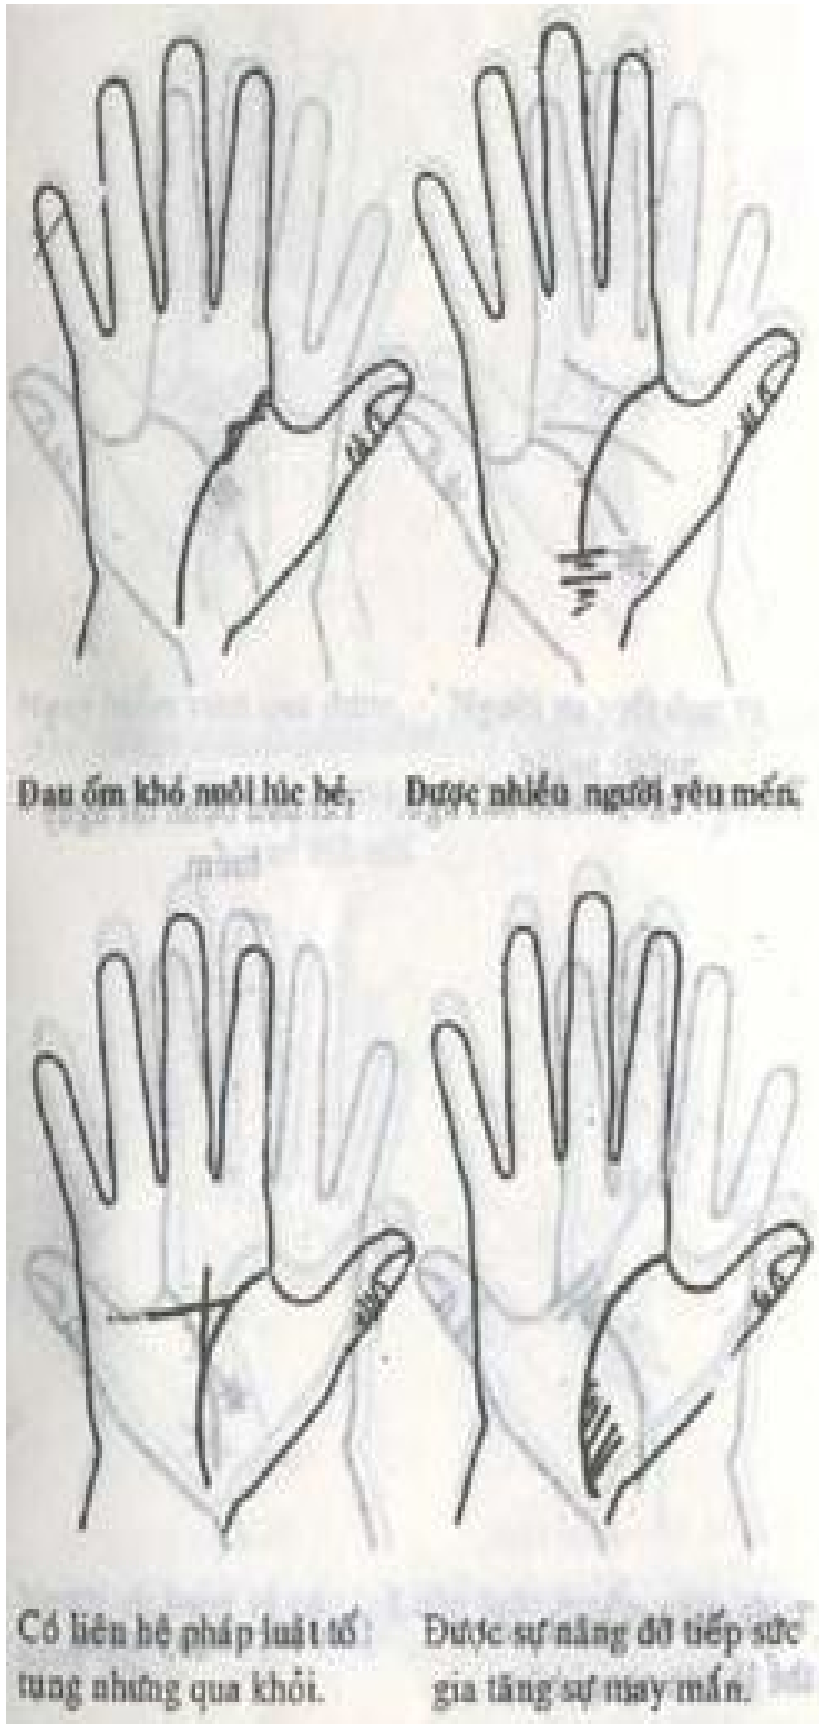 Đau ốm khó nuôi lúc bé.
Được nhiều người yêu mến.
Có liên hệ pháp luật tố
tụng nhưng qua khỏi.
Được sự nâng đỡ tiếp sức
gia tăng sự may mắn.